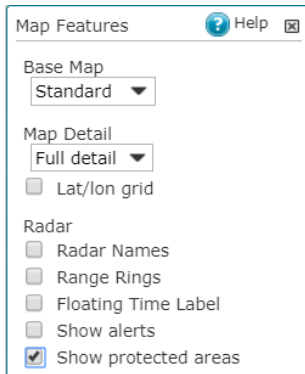 Map Features ? Help
Base Map
Standard
Map Detail
Full detail
Lat/lon grid
Radar
Radar Names
Range Rings
Floating Time Label
Show alerts
Show protected areas